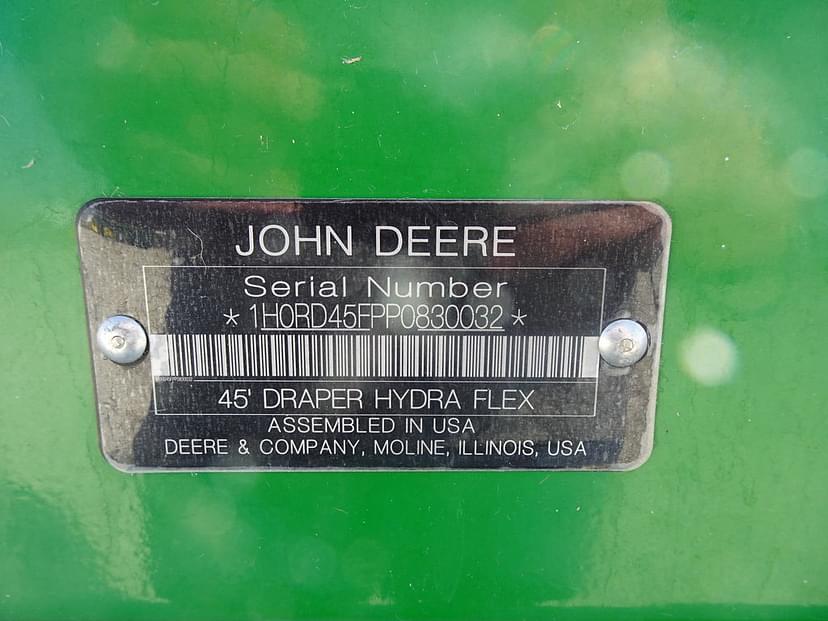 JOHN DEERE
Serial Number
*1H0RD45FPP0830032*
45' DRAPER HYDRA FLEX
ASSEMBLED IN USA
DEERE & COMPANY, MOLINE, ILLINOIS, USA